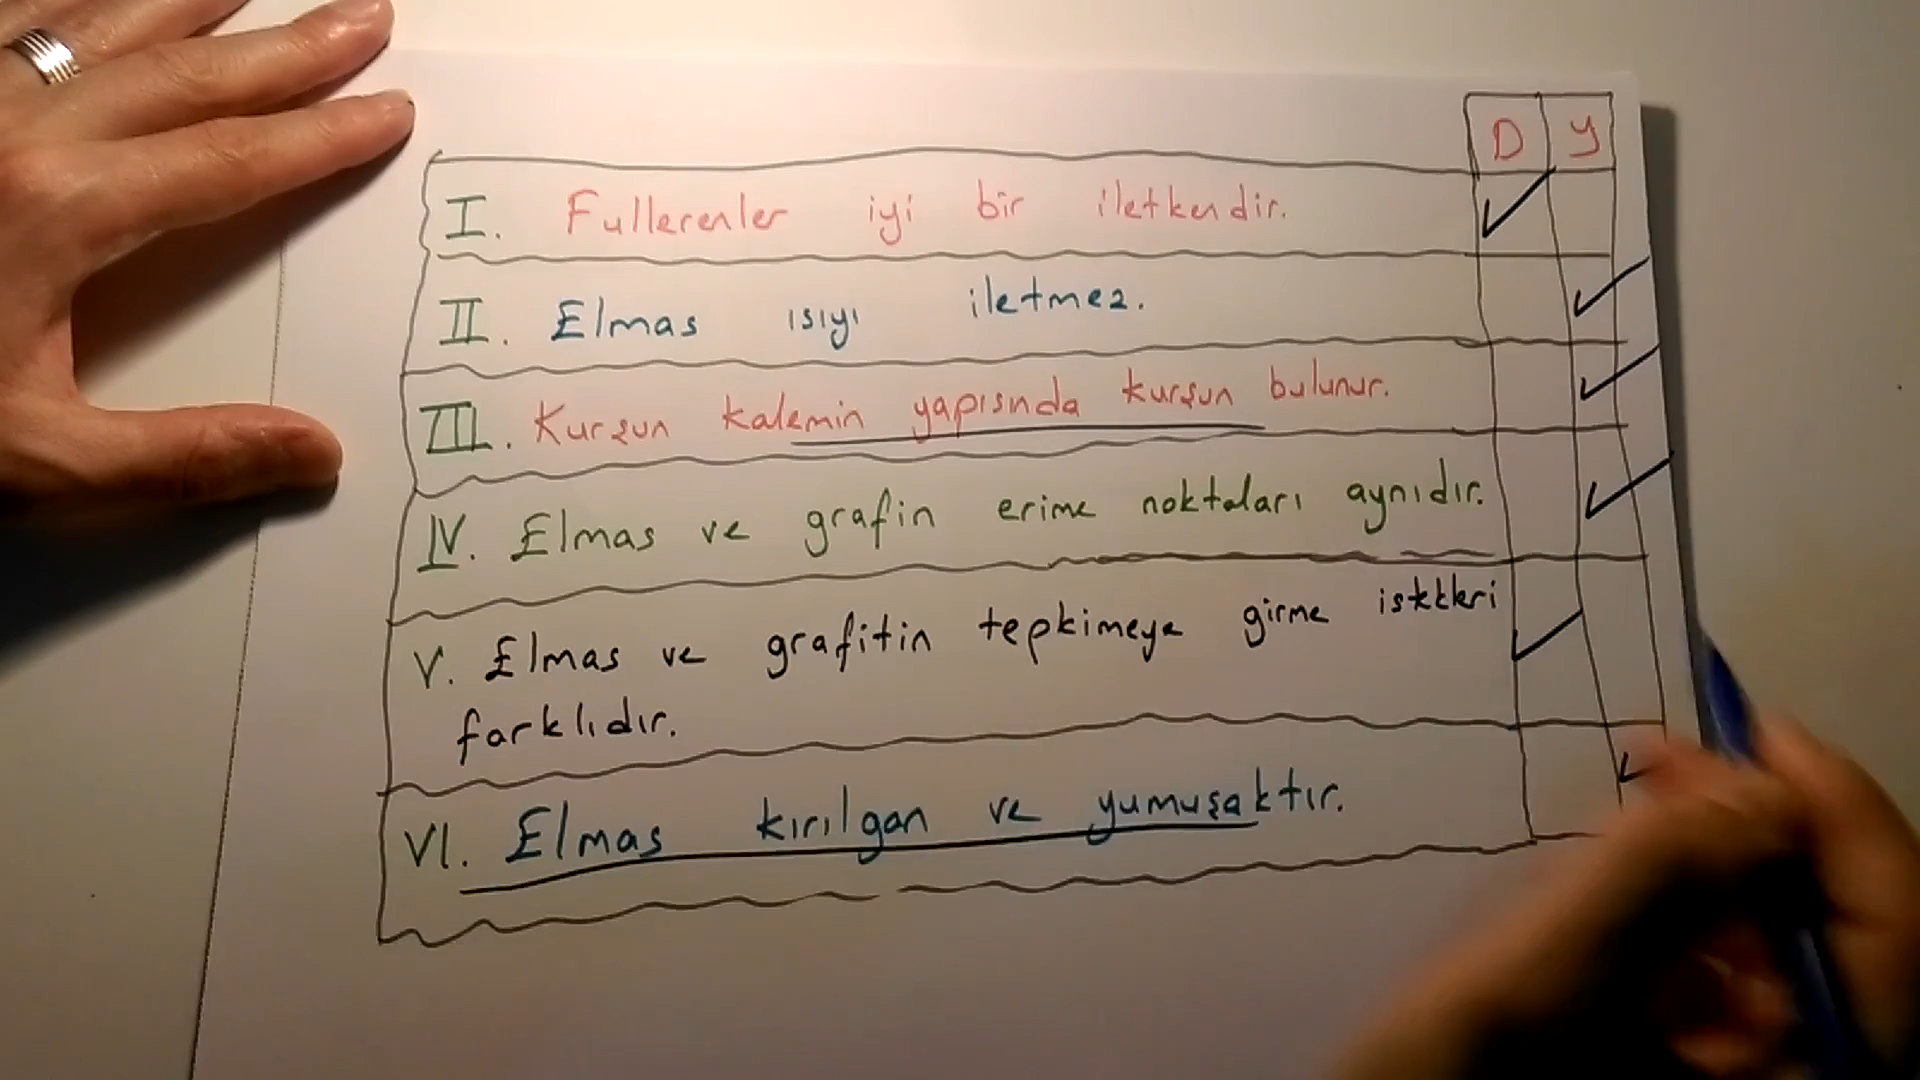 D Y
I. Fullerenler iyi bir iletkendir.
II. Elmas ısıyı iletmez.
III. Kurşun kalemin yapısında kurşun bulunur.
IV. Elmas ve grafin erime noktaları aynıdır.
V. Elmas ve grafitin tepkimeye girme istekleri
farklıdır.
VI. Elmas kırılgan ve yumuşaktır.